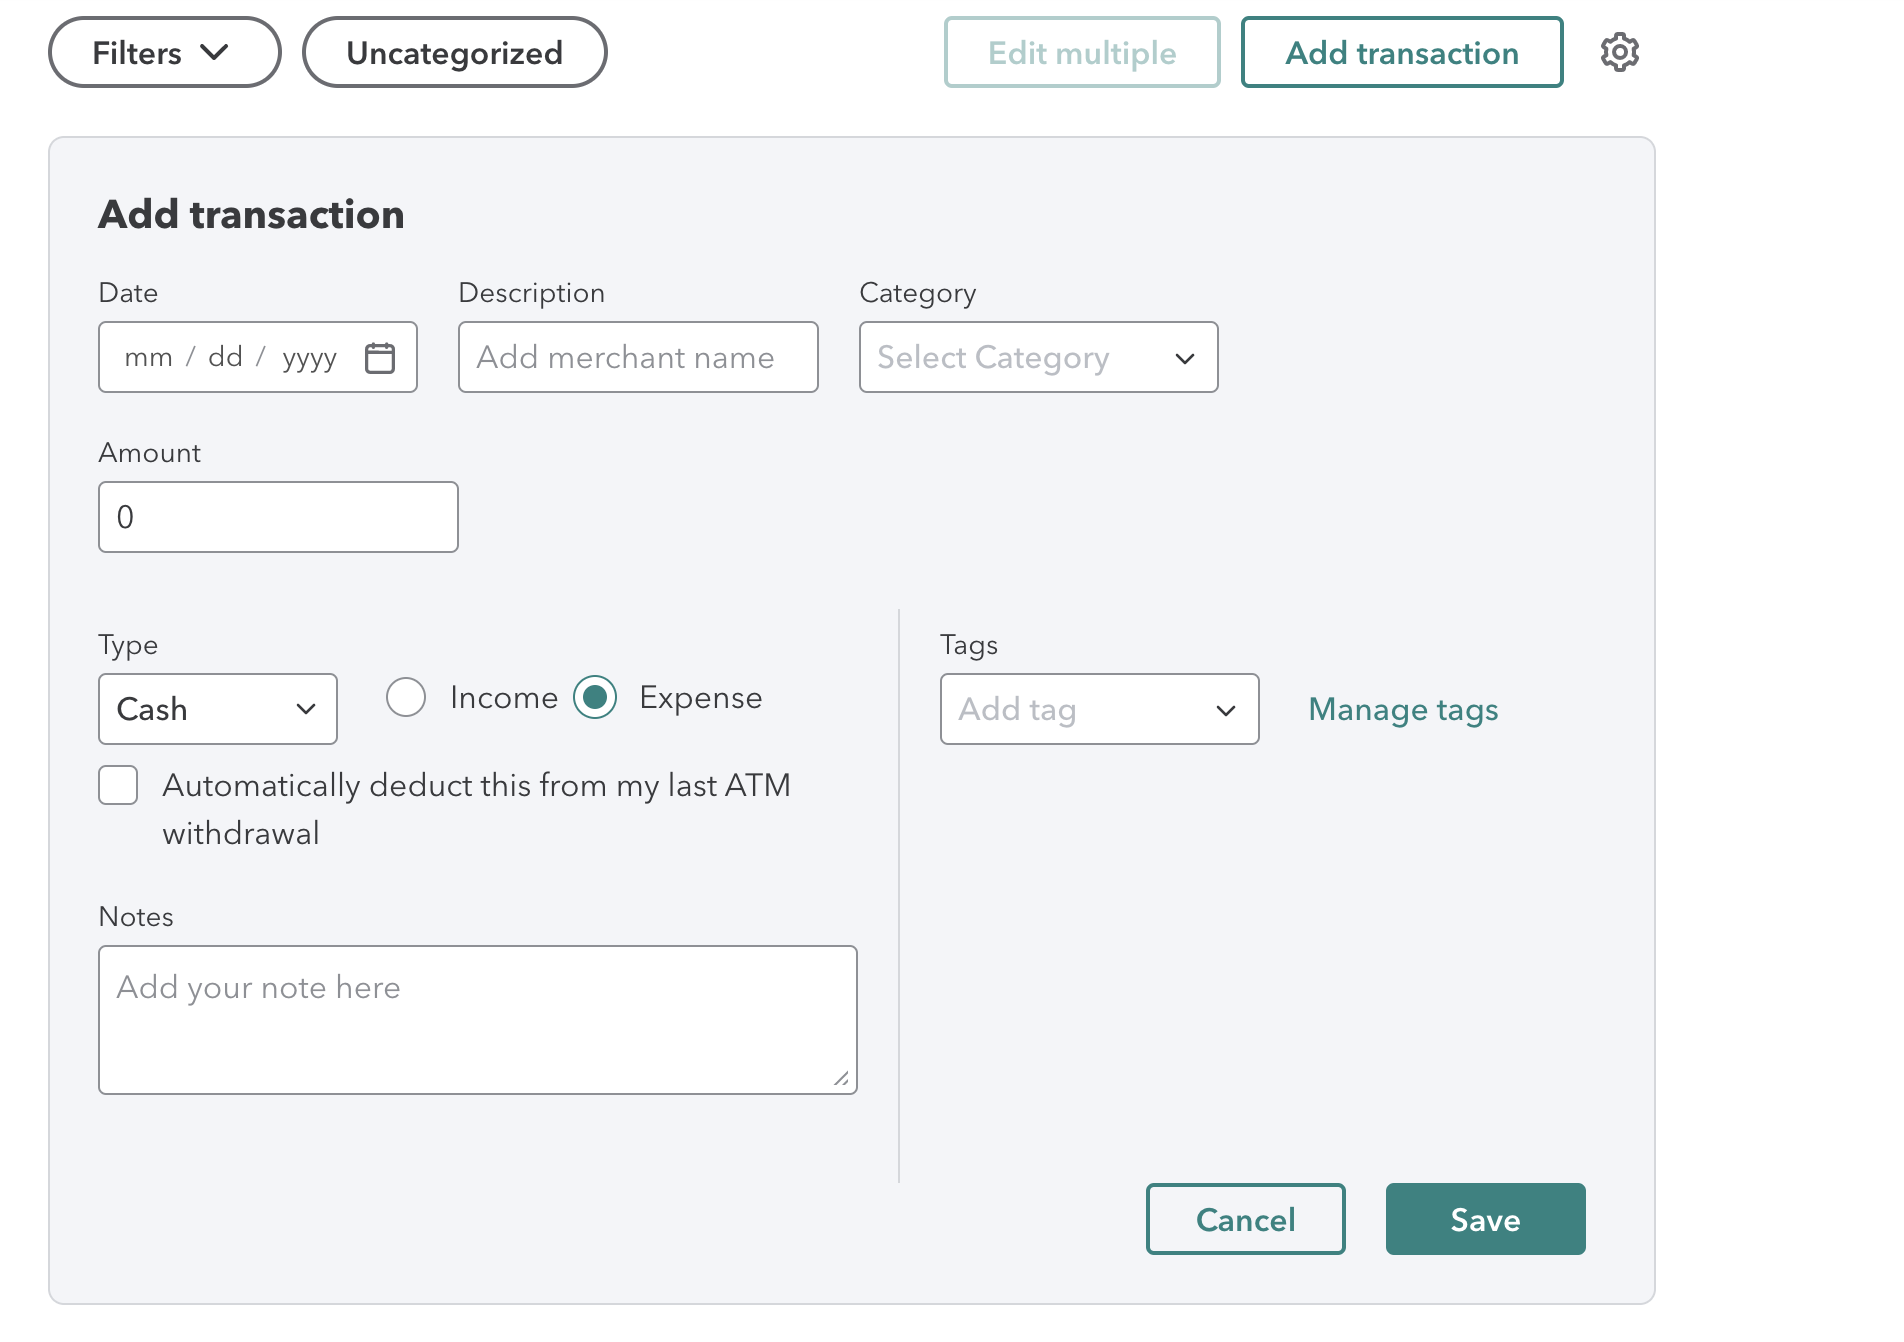 Filters
Uncategorized
Edit multiple
Add transaction
Add transaction
Date
Description
Category
mm / dd / yyyy
Add merchant name
Select Category
Amount
0
Type
Tags
Cash
Income
Expense
Add tag
Manage tags
Automatically deduct this from my last ATM
withdrawal
Notes
Add your note here
Cancel
Save